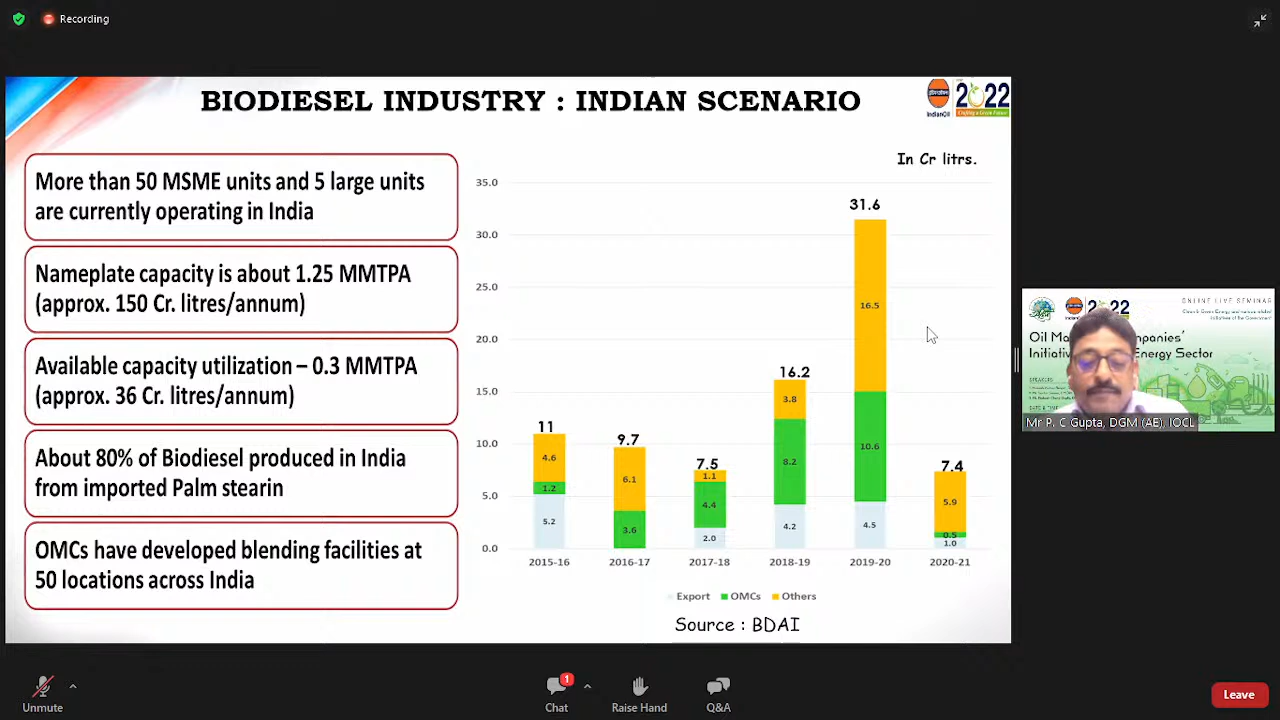 Recording
BIODIESEL INDUSTRY : INDIAN SCENARIO
IndianOil
2022
In Cr litrs.
More than 50 MSME units and 5 large units
are currently operating in India
Nameplate capacity is about 1.25 MMTPA
(approx. 150 Cr. litres/annum)
Available capacity utilization – 0.3 MMTPA
(approx. 36 Cr. litres/annum)
About 80% of Biodiesel produced in India
from imported Palm stearin
OMCs have developed blending facilities at
50 locations across India
35.0
30.0
25.0
20.0
15.0
10.0
5.0
0.0
11
4.6
1.2
5.2
9.7
6.1
3.6
7.5
1.1
4.4
2.0
16.2
3.8
8.2
4.2
31.6
16.5
10.6
4.5
7.4
5.9
0.5
1.0
2015-16 2016-17 2017-18 2018-19 2019-20 2020-21
Export OMCs Others
Source : BDAI
2022
ONLINE LIVE SEMINAR
Mr P. C Gupta, DGM (AE), IOCL
Unmute
1
Chat
Raise Hand
Q&A
Leave